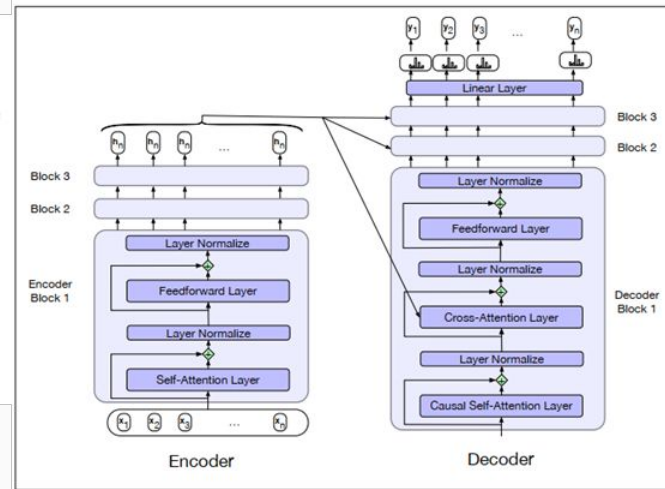 y1 y2 y3 ... yn
Linear Layer
Block 3
Block 2
Layer Normalize
+
Feedforward Layer
Layer Normalize
+
Cross-Attention Layer
Decoder
Block 1
Layer Normalize
+
Causal Self-Attention Layer
Decoder
hn hn hn ... hn
Block 3
Block 2
Layer Normalize
+
Feedforward Layer
Encoder
Block 1
Layer Normalize
+
Self-Attention Layer
x1 x2 x3 ... xn
Encoder